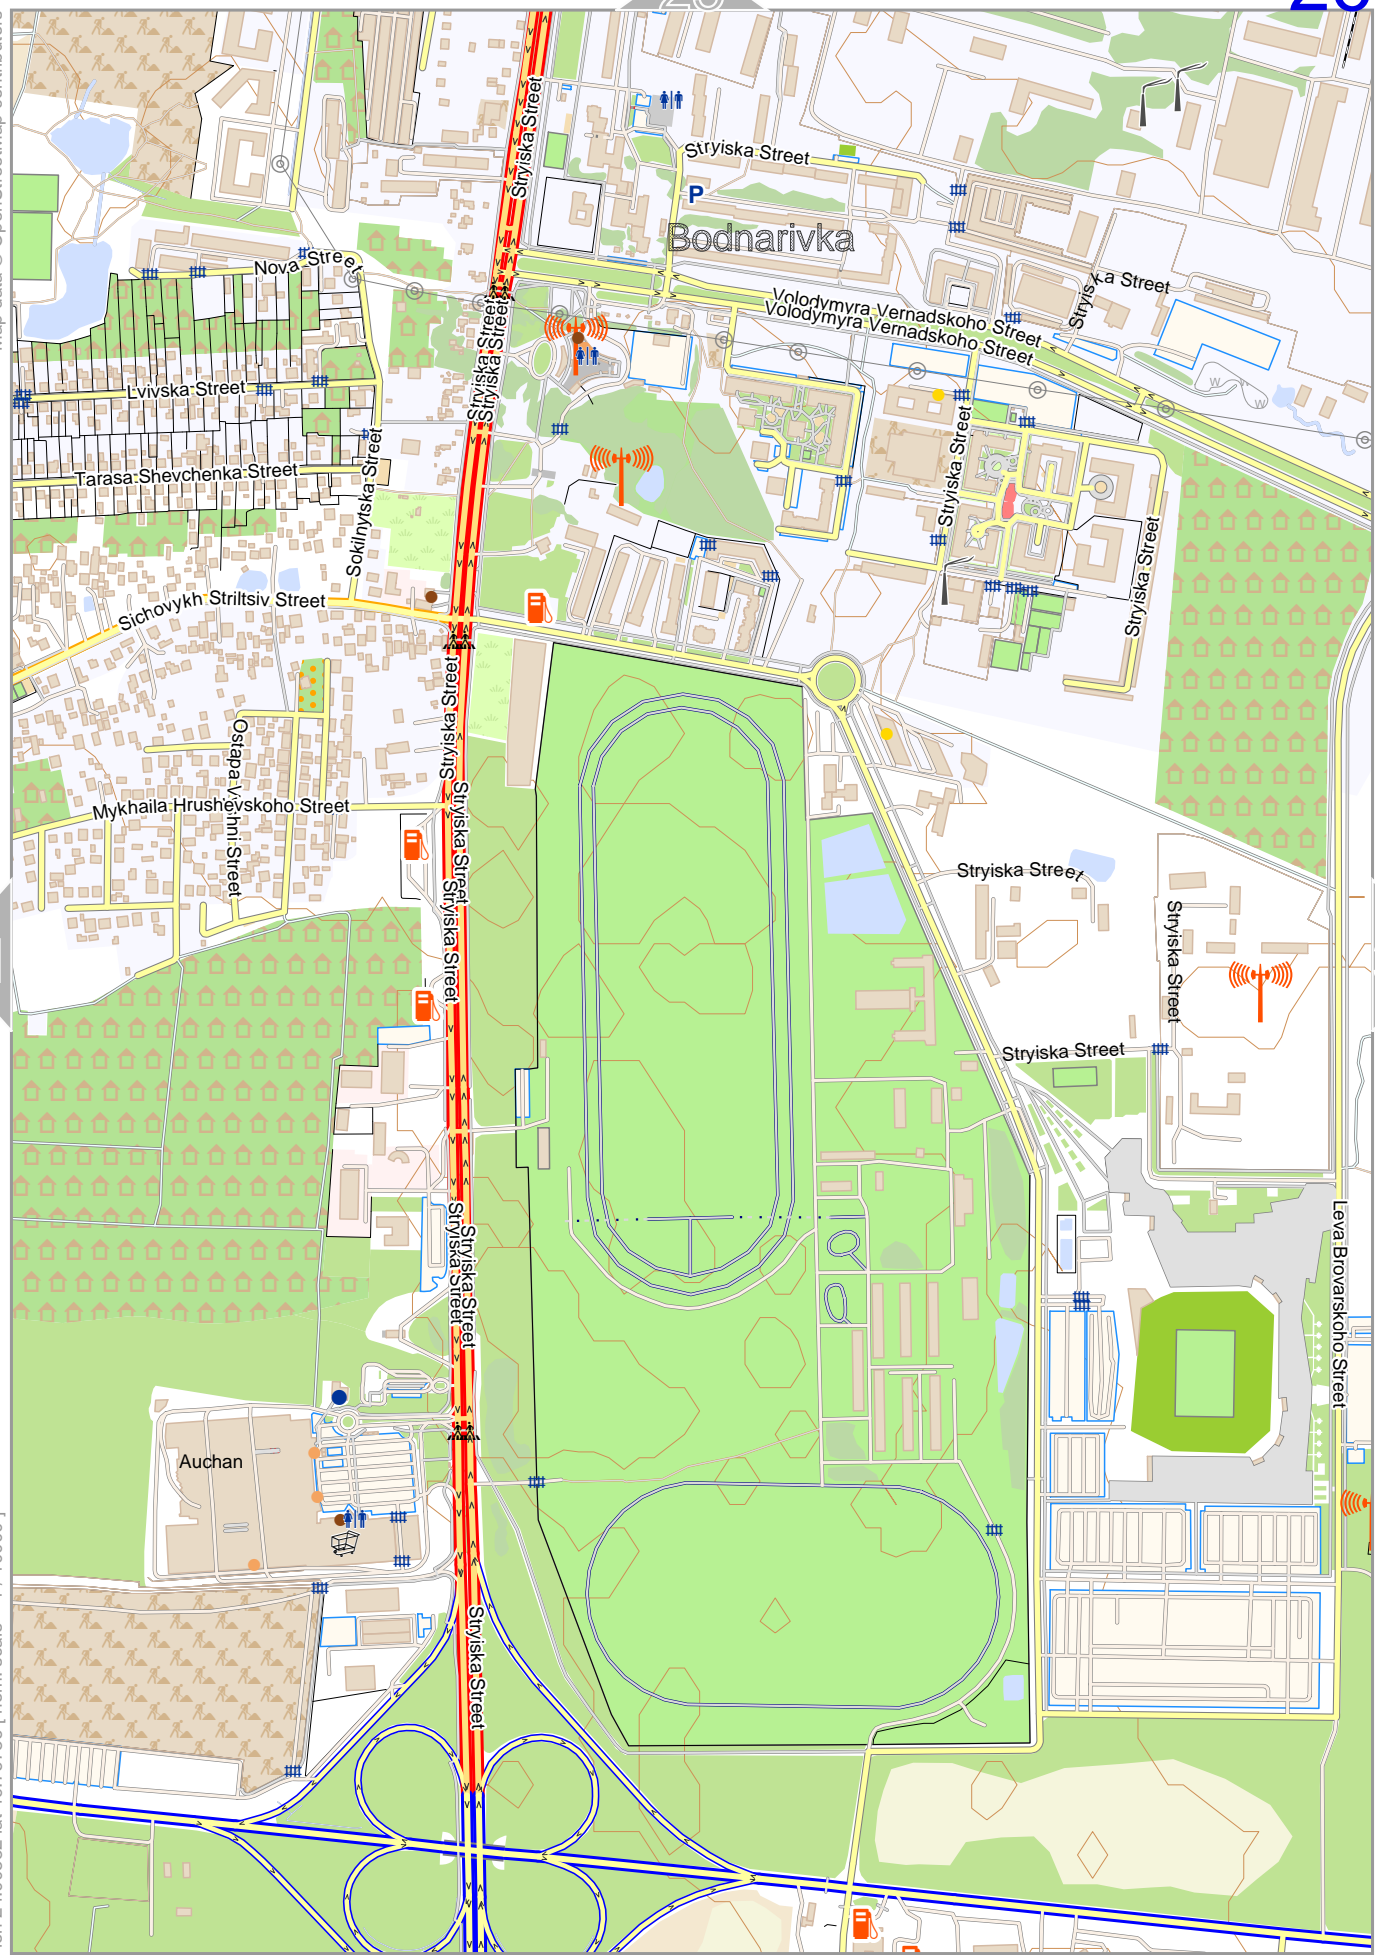 Stryiska Street
Stryiska Street
P
Bodnarivka
Nova Street
Stryiska Street
Volodymyra Vernadskoho Street
Volodymyra Vernadskoho Street
Stryiska Street
Stryiska Street
Lvivska Street
Tarasa Shevchenka Street
Sokilnytska Street
Stryiska Street
Stryiska Street
Sichovykh Striltsiv Street
Stryiska Street
Ostapa Vyshni Street
Mykhaila Hrushevskoho Street
Stryiska Street
Stryiska Street
Stryiska Street
Stryiska Street
Stryiska Street
Stryiska Street
Stryiska Street
Leva Brovarskoho Street
Auchan
Stryiska Street